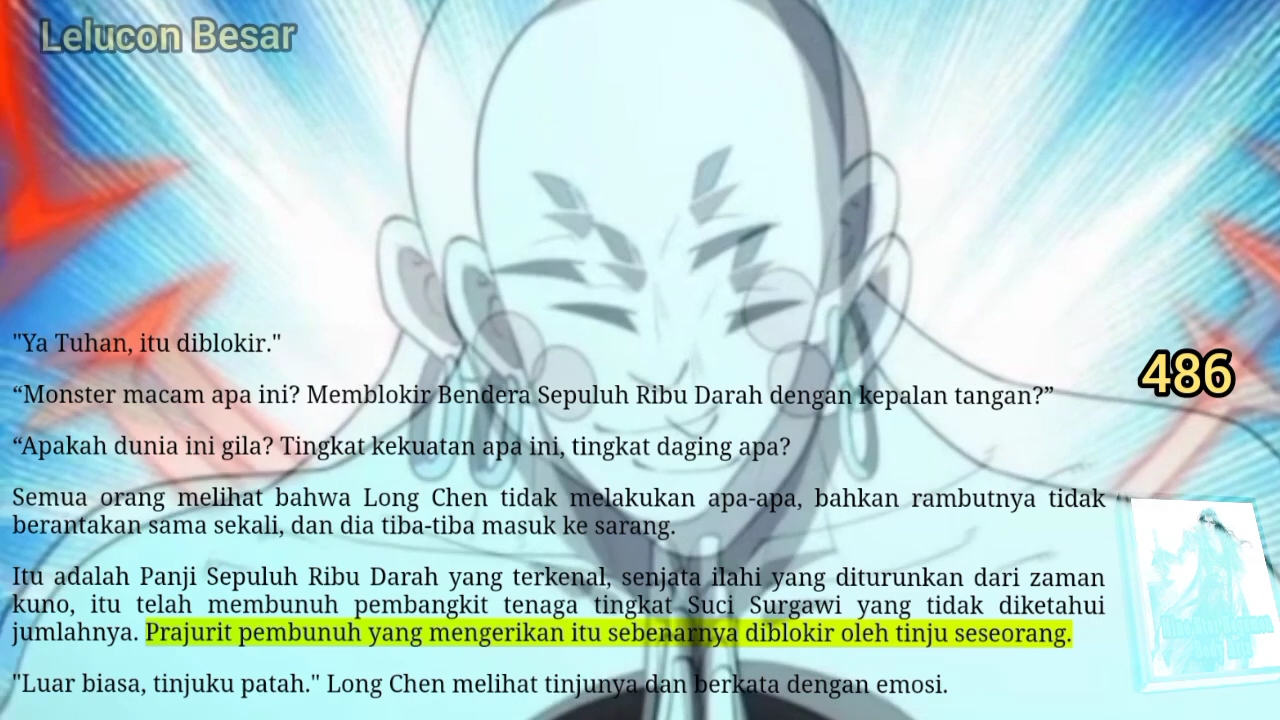 Lelucon Besar
"Ya Tuhan, itu diblokir."
486
“Monster macam apa ini? Memblokir Bendera Sepuluh Ribu Darah dengan kepalan tangan?”
“Apakah dunia ini gila? Tingkat kekuatan apa ini, tingkat daging apa?
Semua orang melihat bahwa Long Chen tidak melakukan apa-apa, bahkan rambutnya tidak
berantakan sama sekali, dan dia tiba-tiba masuk ke sarang.
Itu adalah Panji Sepuluh Ribu Darah yang terkenal, senjata ilahi yang diturunkan dari zaman
kuno, itu telah membunuh pembangkit tenaga tingkat Suci Surgawi yang tidak diketahui
jumlahnya. Prajurit pembunuh yang mengerikan itu sebenarnya diblokir oleh tinju seseorang.
"Luar biasa, tinjuku patah." Long Chen melihat tinjunya dan berkata dengan emosi.